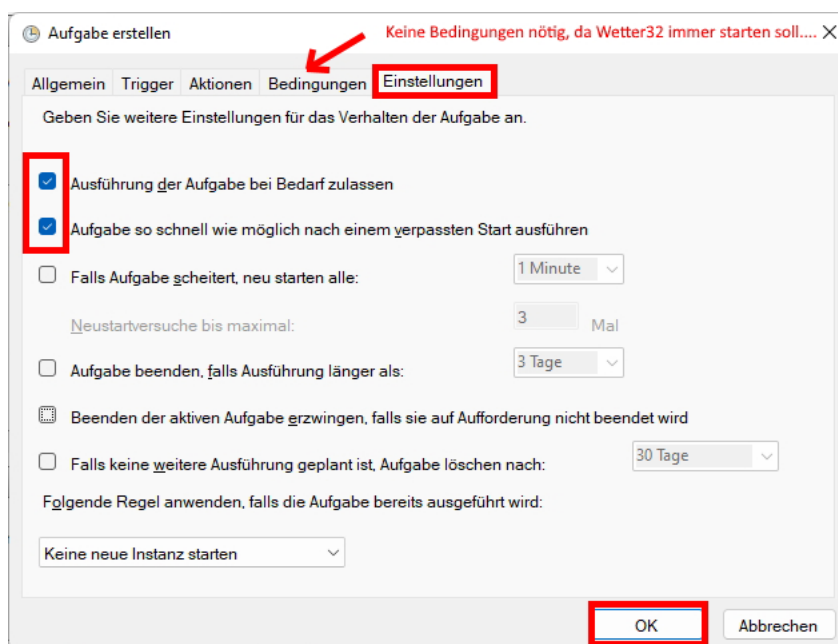 Aufgabe erstellen
Keine Bedingungen nötig, da Wetter32 immer starten soll....
Allgemein Trigger Aktionen Bedingungen Einstellungen
Geben Sie weitere Einstellungen für das Verhalten der Aufgabe an.
Ausführung der Aufgabe bei Bedarf zulassen
Aufgabe so schnell wie möglich nach einem verpassten Start ausführen
Falls Aufgabe scheitert, neu starten alle: 1 Minute
Neustartversuche bis maximal: 3 Mal
Aufgabe beenden, falls Ausführung länger als: 3 Tage
Beenden der aktiven Aufgabe erzwingen, falls sie auf Aufforderung nicht beendet wird
Falls keine weitere Ausführung geplant ist, Aufgabe löschen nach: 30 Tage
Folgende Regel anwenden, falls die Aufgabe bereits ausgeführt wird:
Keine neue Instanz starten
OK Abbrechen